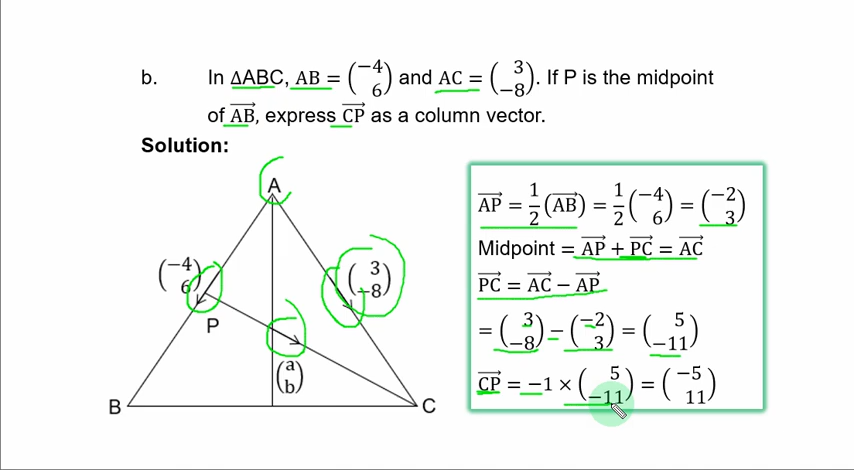 b. In ΔABC, AB = (−4 6) and AC = (3 −8). If P is the midpoint
of AB⃗, express CP⃗ as a column vector.
Solution:
A
(−4 6)
(3 −8)
P
(a b)
B
C
AP⃗ = 1/2 (AB⃗) = 1/2 (−4 6) = (−2 3)
Midpoint = AP⃗ + PC⃗ = AC⃗
PC⃗ = AC⃗ − AP⃗
= (3 −8) − (−2 3) = (5 −11)
CP⃗ = −1 × (5 −11) = (−5 11)